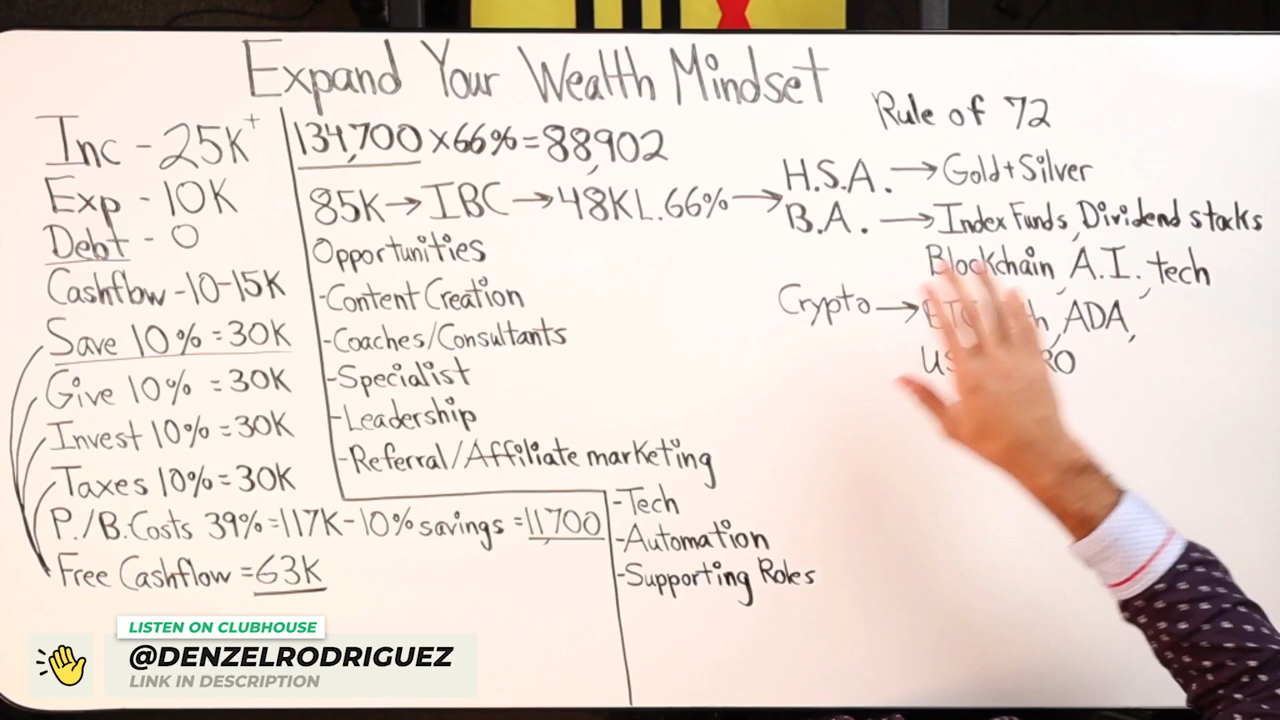 Expand Your Wealth Mindset
Inc - 25K+
Exp - 10K
Debt - 0
Cashflow - 10-15K
Save 10% = 30K
Give 10% = 30K
Invest 10% = 30K
Taxes 10% = 30K
P./B. Costs 39% = 117K - 10% savings = 11,700
Free Cashflow = 63K
134,700 x 66% = 88,902
85K → IBC → 48K L. 66% →
Opportunities
- Content Creation
- Coaches/Consultants
- Specialist
- Leadership
- Referral/Affiliate marketing
- Tech
- Automation
- Supporting Roles
Rule of 72
H.S.A. → Gold + Silver
B.A. → Index Funds, Dividend stocks
Blockchain, A.I., tech
Crypto → ADA,
LISTEN ON CLUBHOUSE
@DENZELRODRIGUEZ
LINK IN DESCRIPTION